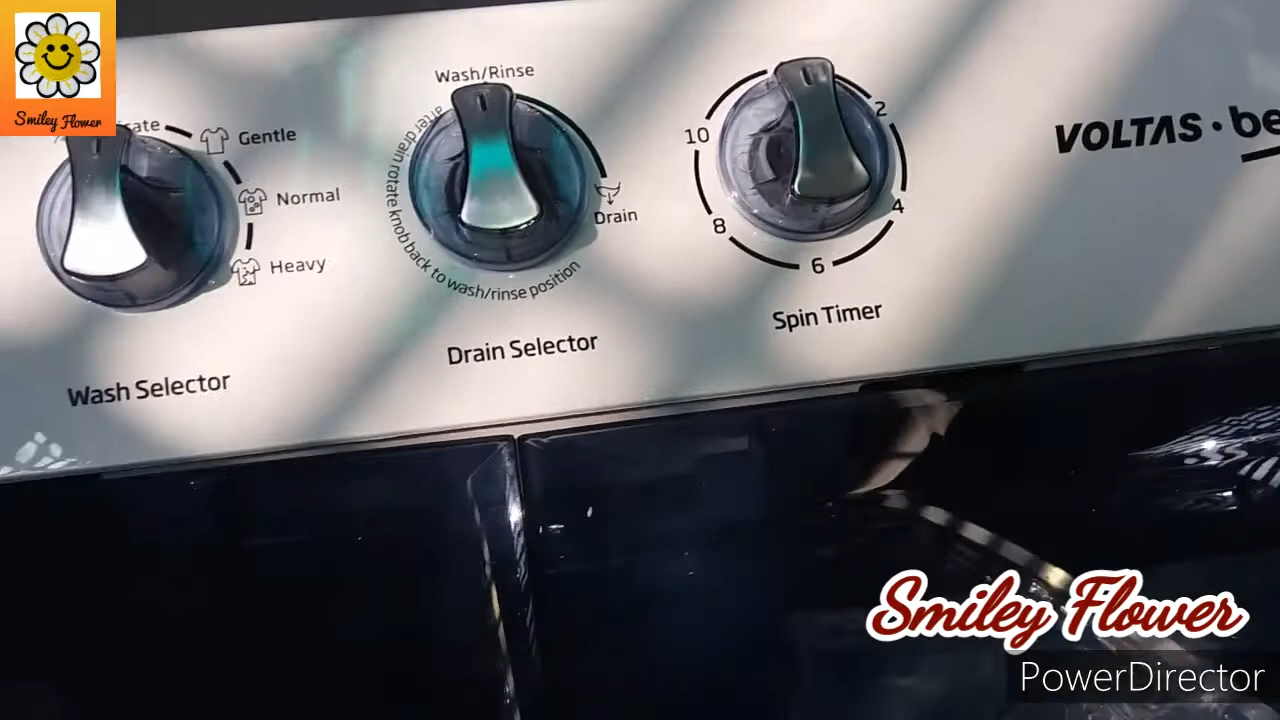 Smiley Flower
Gentle
Normal
Heavy
Wash Selector
Wash/Rinse
Drain
after drain rotate knob back to wash/rinse position
Drain Selector
2
4
6
8
10
Spin Timer
VOLTAS · be
Smiley Flower
PowerDirector